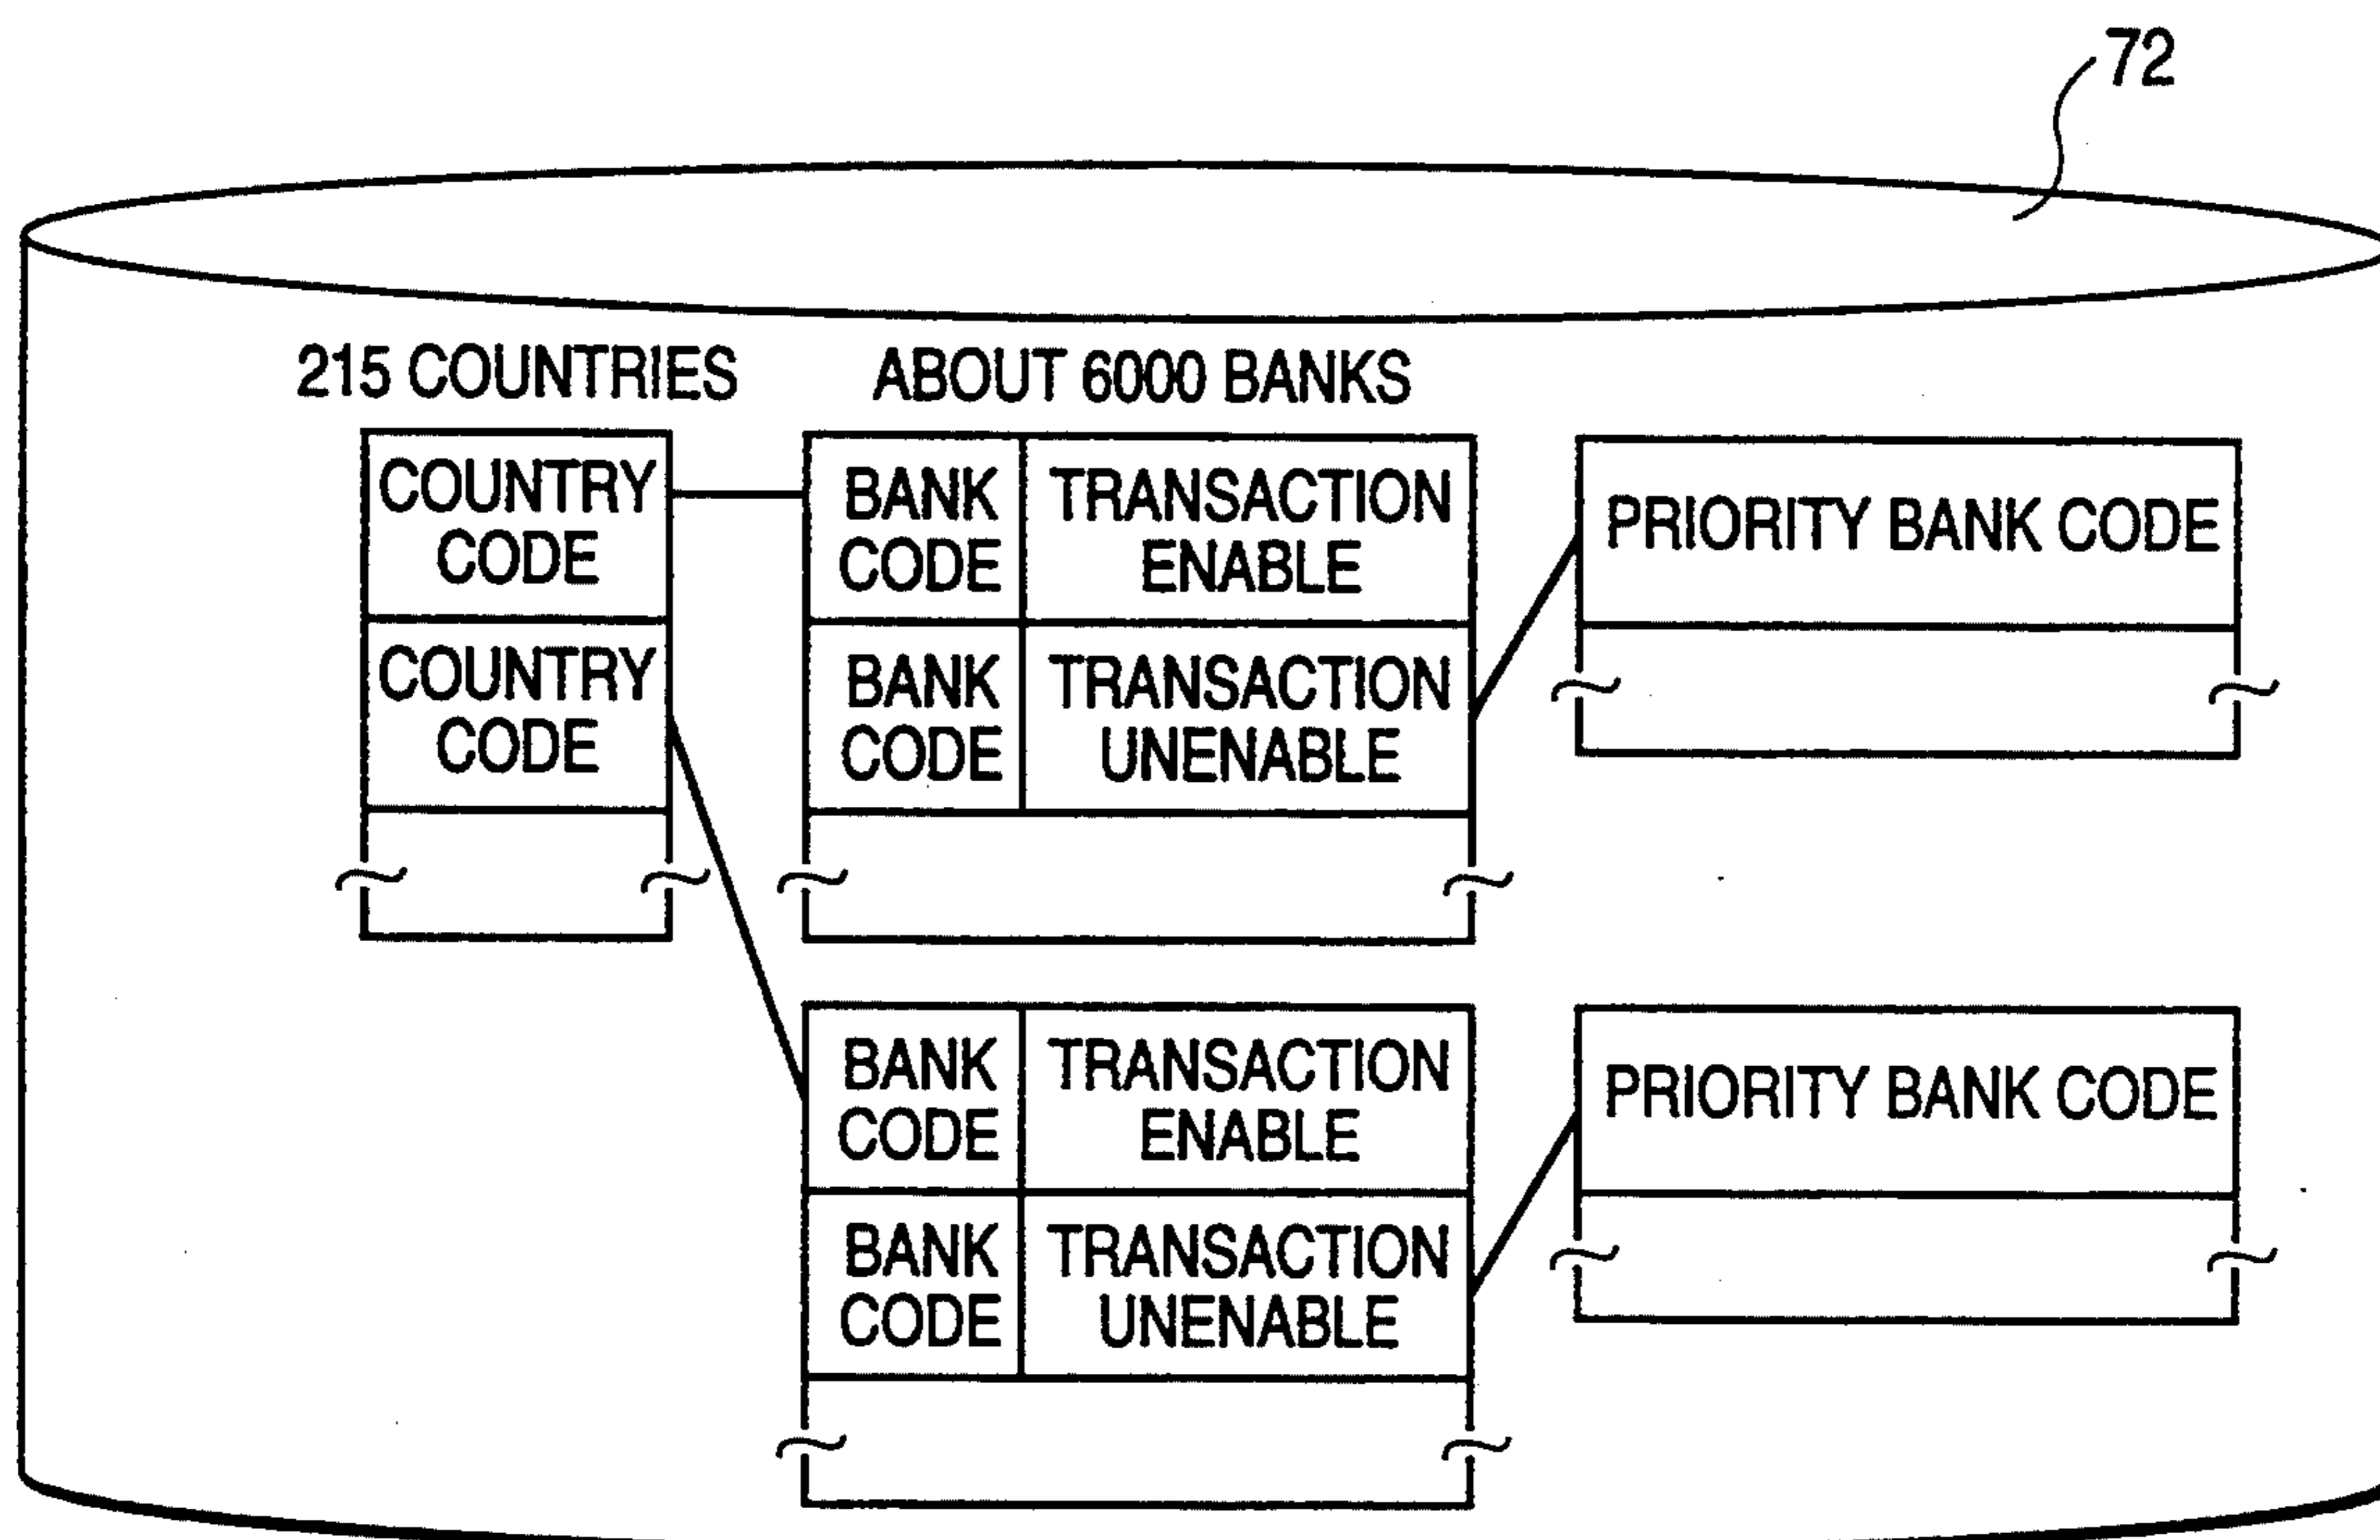 72
215 COUNTRIES
ABOUT 6000 BANKS
COUNTRY
CODE
BANK
CODE
TRANSACTION
ENABLE
PRIORITY BANK CODE
COUNTRY
CODE
BANK
CODE
TRANSACTION
UNENABLE
BANK
CODE
TRANSACTION
ENABLE
PRIORITY BANK CODE
BANK
CODE
TRANSACTION
UNENABLE